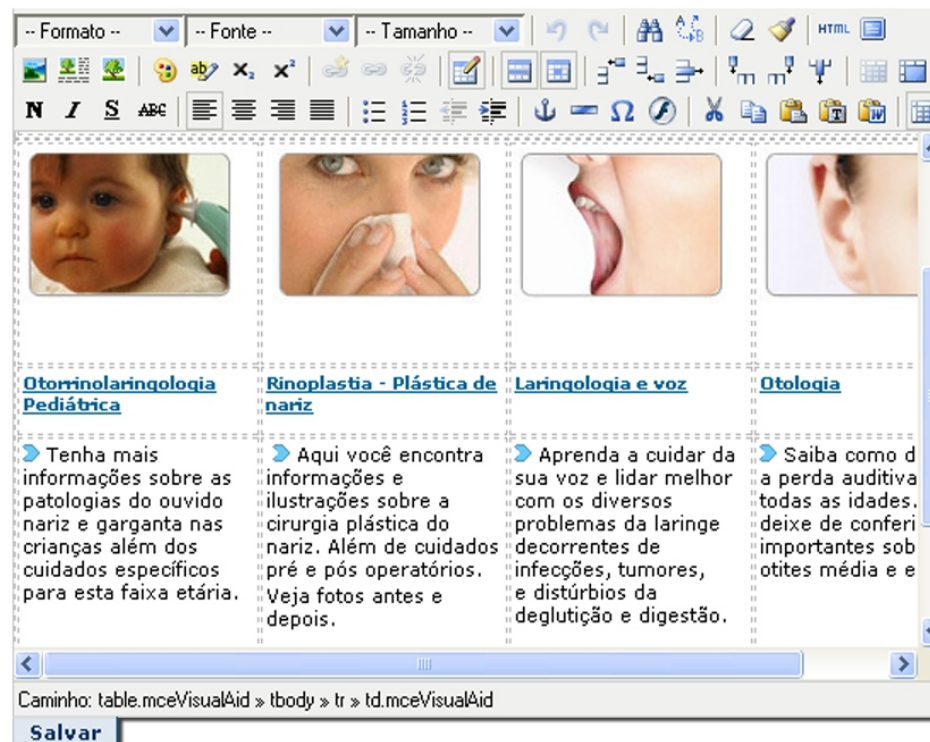 -- Formato --
-- Fonte --
-- Tamanho --
HTML
N I S ABC
Otorrinolaringologia
Pediátrica
Tenha mais
informações sobre as
patologias do ouvido
nariz e garganta nas
crianças além dos
cuidados específicos
para esta faixa etária.
Rinoplastia - Plástica de
nariz
Aqui você encontra
informações e
ilustrações sobre a
cirurgia plástica do
nariz. Além de cuidados
pré e pós operatórios.
Veja fotos antes e
depois.
Laringologia e voz
Aprenda a cuidar da
sua voz e lidar melhor
com os diversos
problemas da laringe
decorrentes de
infecções, tumores,
e distúrbios da
deglutição e digestão.
Otologia
Saiba como d
a perda auditiva
todas as idades.
deixe de conferi
importantes sob
otites média e e
Caminho: table.mceVisualAid » tbody » tr » td.mceVisualAid
Salvar